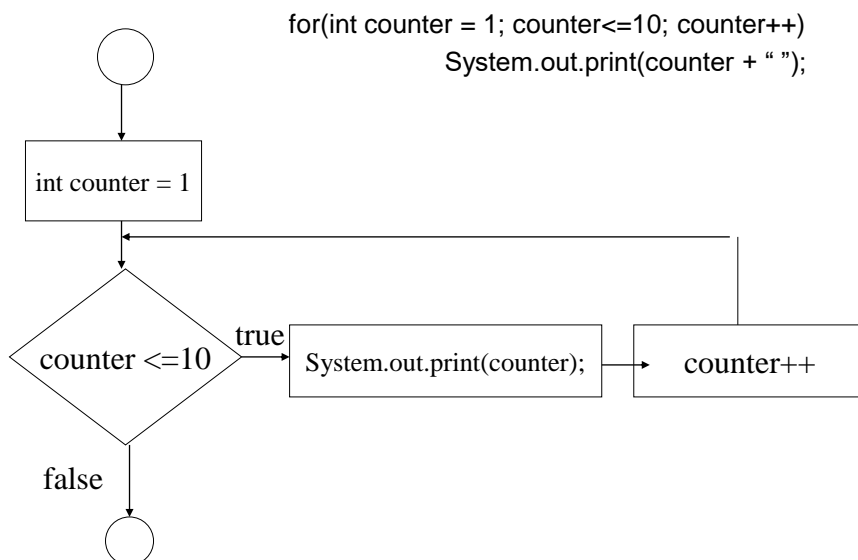 for(int counter = 1; counter<=10; counter++)
System.out.print(counter + “ ”);
int counter = 1
counter <=10
true
System.out.print(counter);
counter++
false